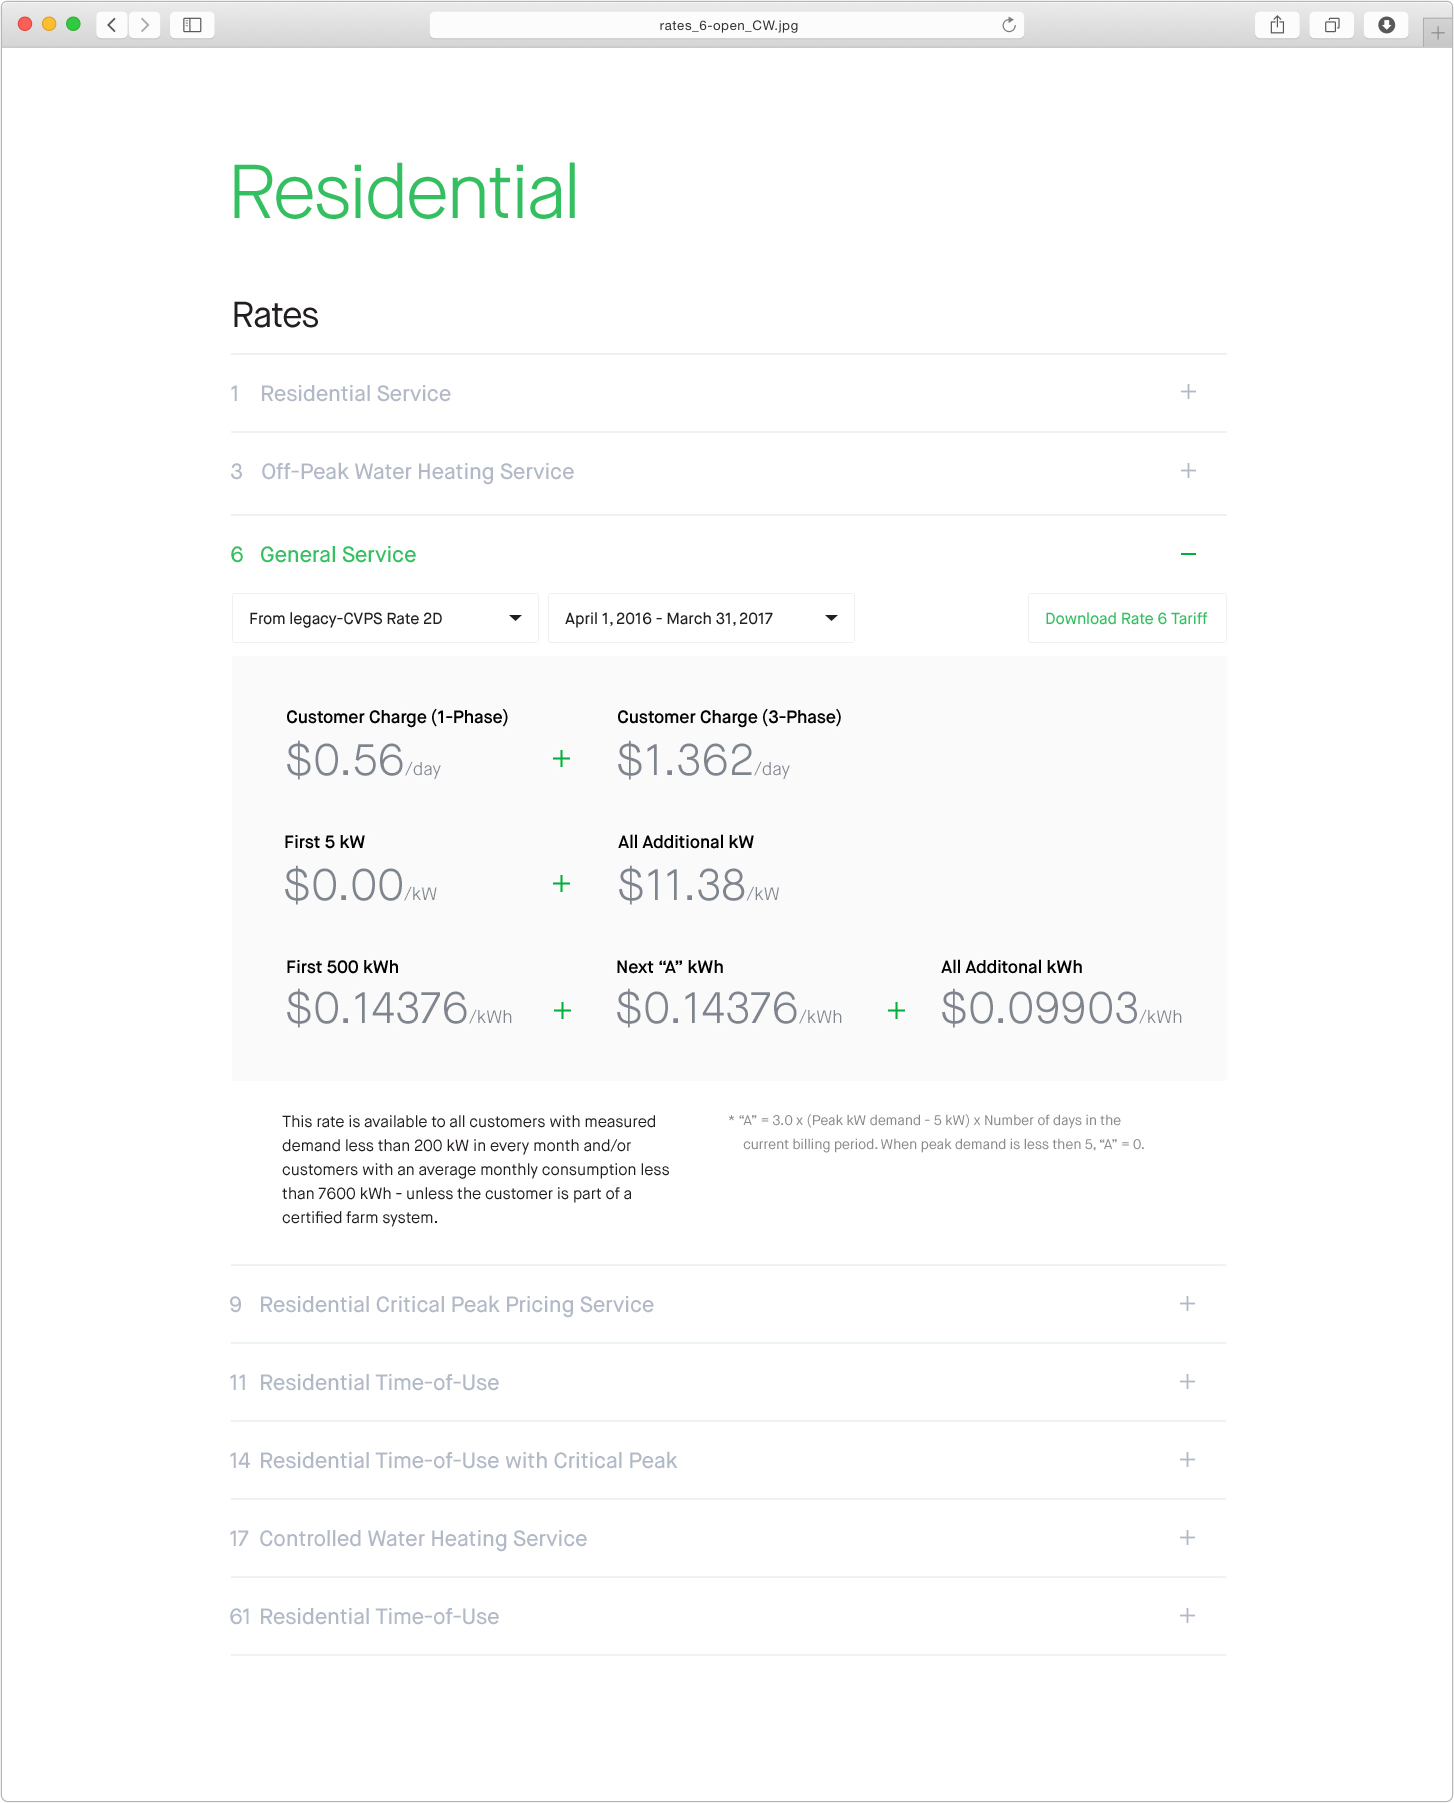 rates_6-open_CW.jpg
Residential
Rates
1 Residential Service +
3 Off-Peak Water Heating Service +
6 General Service −
From legacy-CVPS Rate 2D
April 1, 2016 - March 31, 2017
Download Rate 6 Tariff
Customer Charge (1-Phase) Customer Charge (3-Phase)
$0.56/day + $1.362/day
First 5 kW All Additional kW
$0.00/kW + $11.38/kW
First 500 kWh Next “A” kWh All Additonal kWh
$0.14376/kWh + $0.14376/kWh + $0.09903/kWh
This rate is available to all customers with measured
demand less than 200 kW in every month and/or
customers with an average monthly consumption less
than 7600 kWh - unless the customer is part of a
certified farm system.
* “A” = 3.0 x (Peak kW demand - 5 kW) x Number of days in the
current billing period. When peak demand is less then 5, “A” = 0.
9 Residential Critical Peak Pricing Service +
11 Residential Time-of-Use +
14 Residential Time-of-Use with Critical Peak +
17 Controlled Water Heating Service +
61 Residential Time-of-Use +